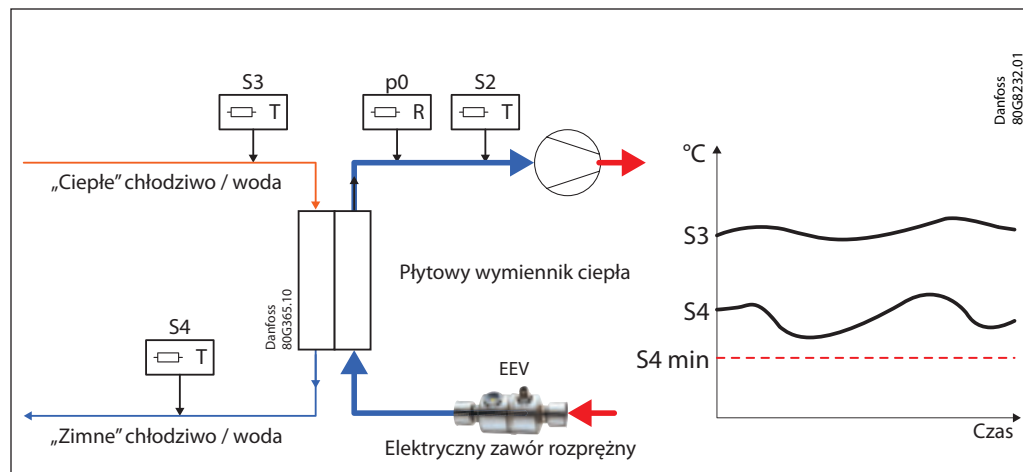 S3
T
p0
R
S2
T
„Ciepłe” chłodziwo / woda
Płytowy wymiennik ciepła
Danfoss
80G365.10
S4
T
EEV
„Zimne” chłodziwo / woda
Elektryczny zawór rozprężny
Danfoss
80G8232.01
°C
S3
S4
S4 min
Czas